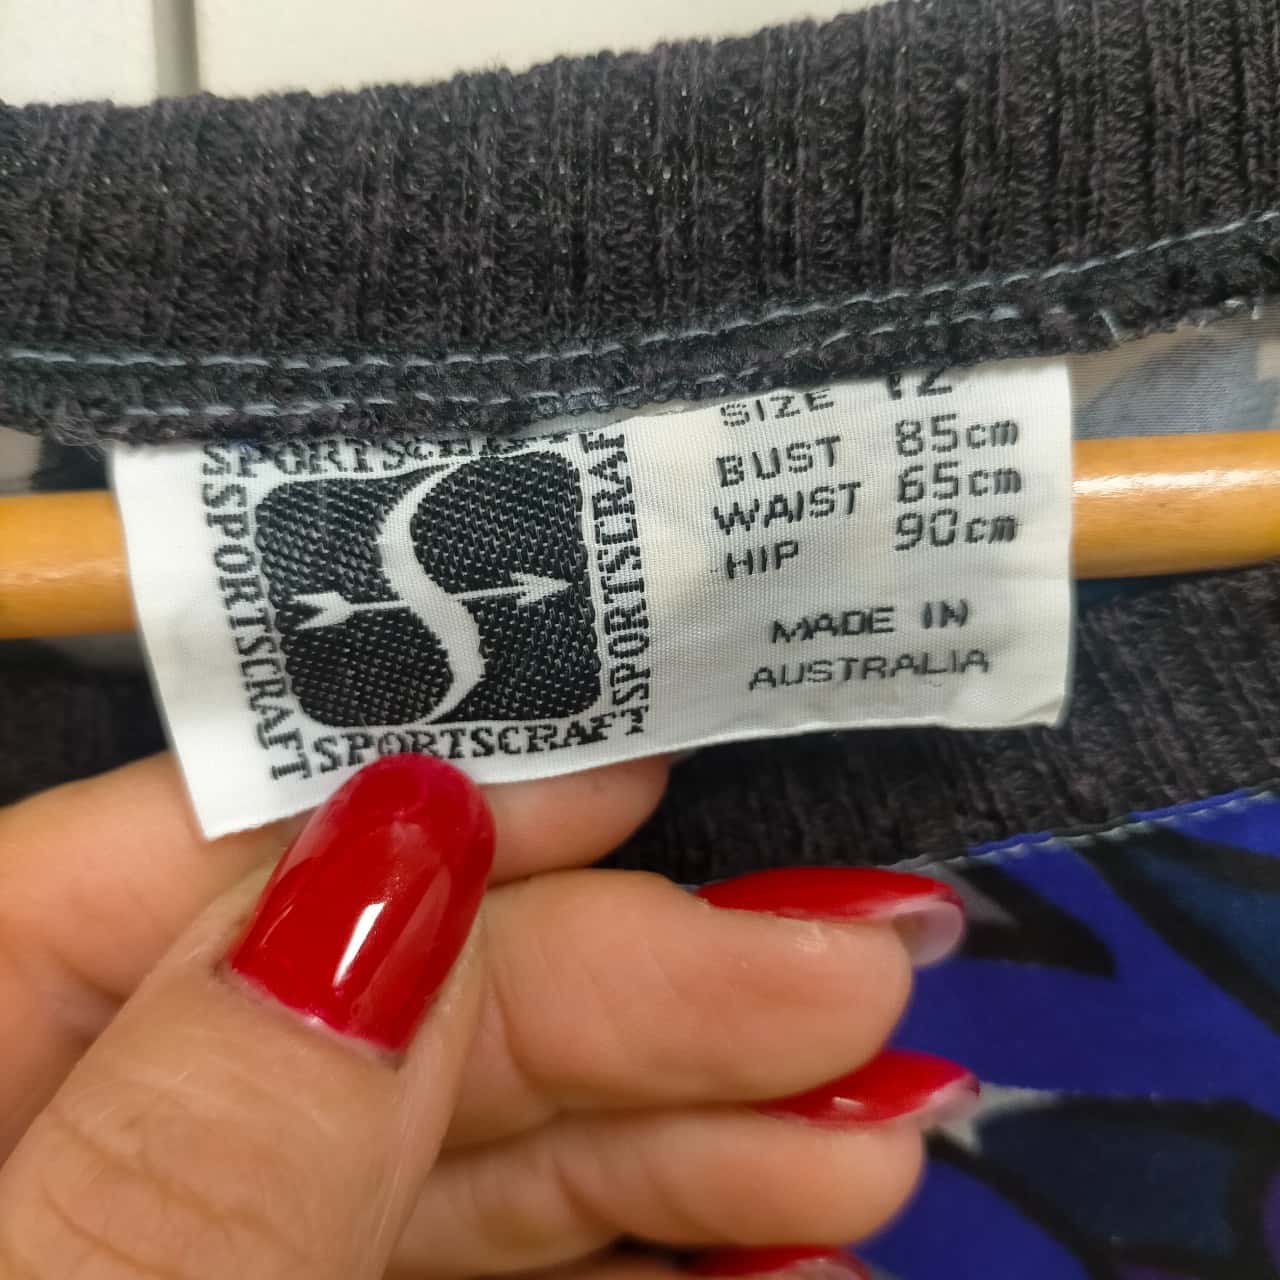 SPORTSCRAFT
SPORTSCRAFT
SPORTSCRAFT
SPORTSCRAFT
SIZE 12
BUST 85cm
WAIST 65cm
HIP 90cm
MADE IN
AUSTRALIA